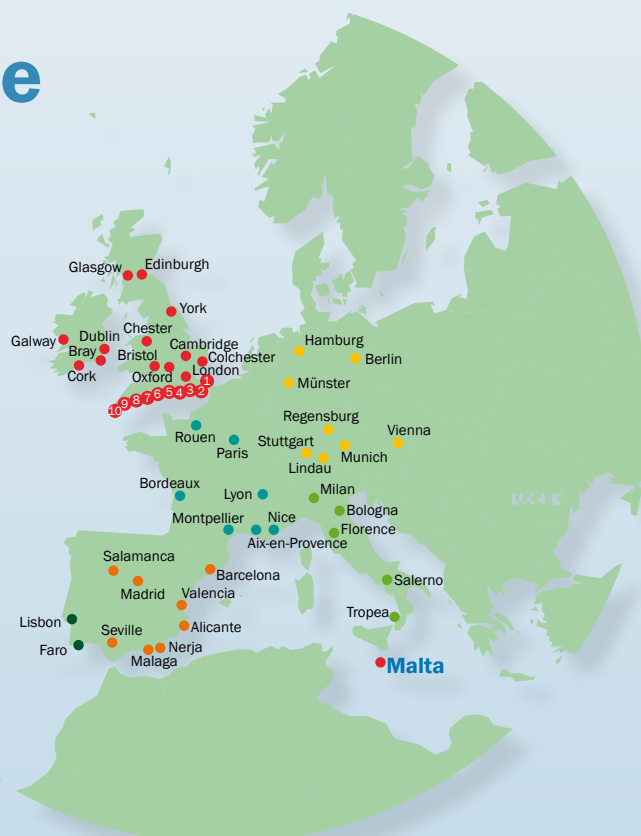 e
Glasgow
Edinburgh
York
Galway
Dublin
Chester
Bray
Bristol
Cambridge
Colchester
Cork
Oxford
London
1
2
3
4
5
6
7
8
9
10
Hamburg
Berlin
Münster
Regensburg
Vienna
Stuttgart
Munich
Lindau
Rouen
Paris
Bordeaux
Lyon
Milan
Bologna
Montpellier
Nice
Florence
Aix-en-Provence
Salamanca
Barcelona
Madrid
Valencia
Salerno
Lisbon
Seville
Alicante
Tropea
Faro
Nerja
Malaga
Malta